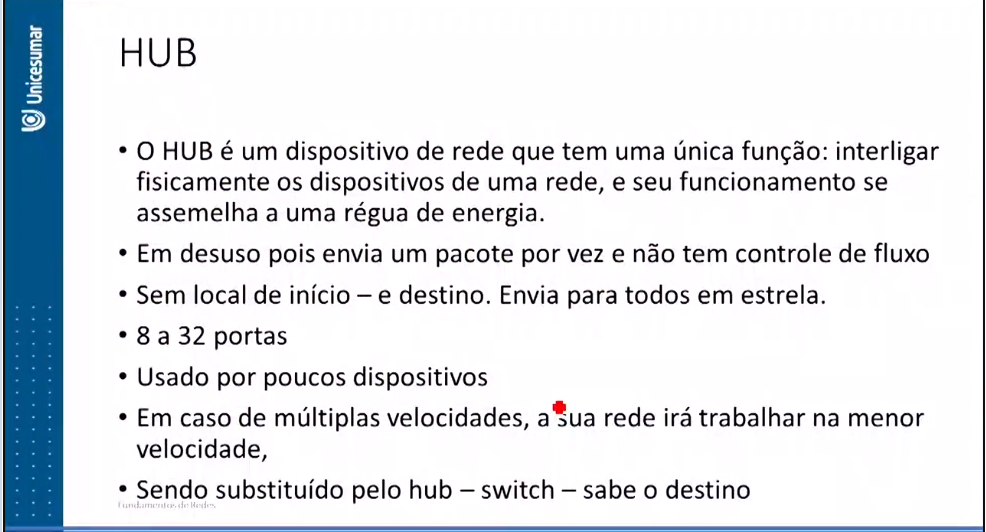 Unicesumar
HUB
• O HUB é um dispositivo de rede que tem uma única função: interligar
fisicamente os dispositivos de uma rede, e seu funcionamento se
assemelha a uma régua de energia.
• Em desuso pois envia um pacote por vez e não tem controle de fluxo
• Sem local de início – e destino. Envia para todos em estrela.
• 8 a 32 portas
• Usado por poucos dispositivos
• Em caso de múltiplas velocidades, a sua rede irá trabalhar na menor
velocidade,
• Sendo substituído pelo hub – switch – sabe o destino
Fundamentos de Redes